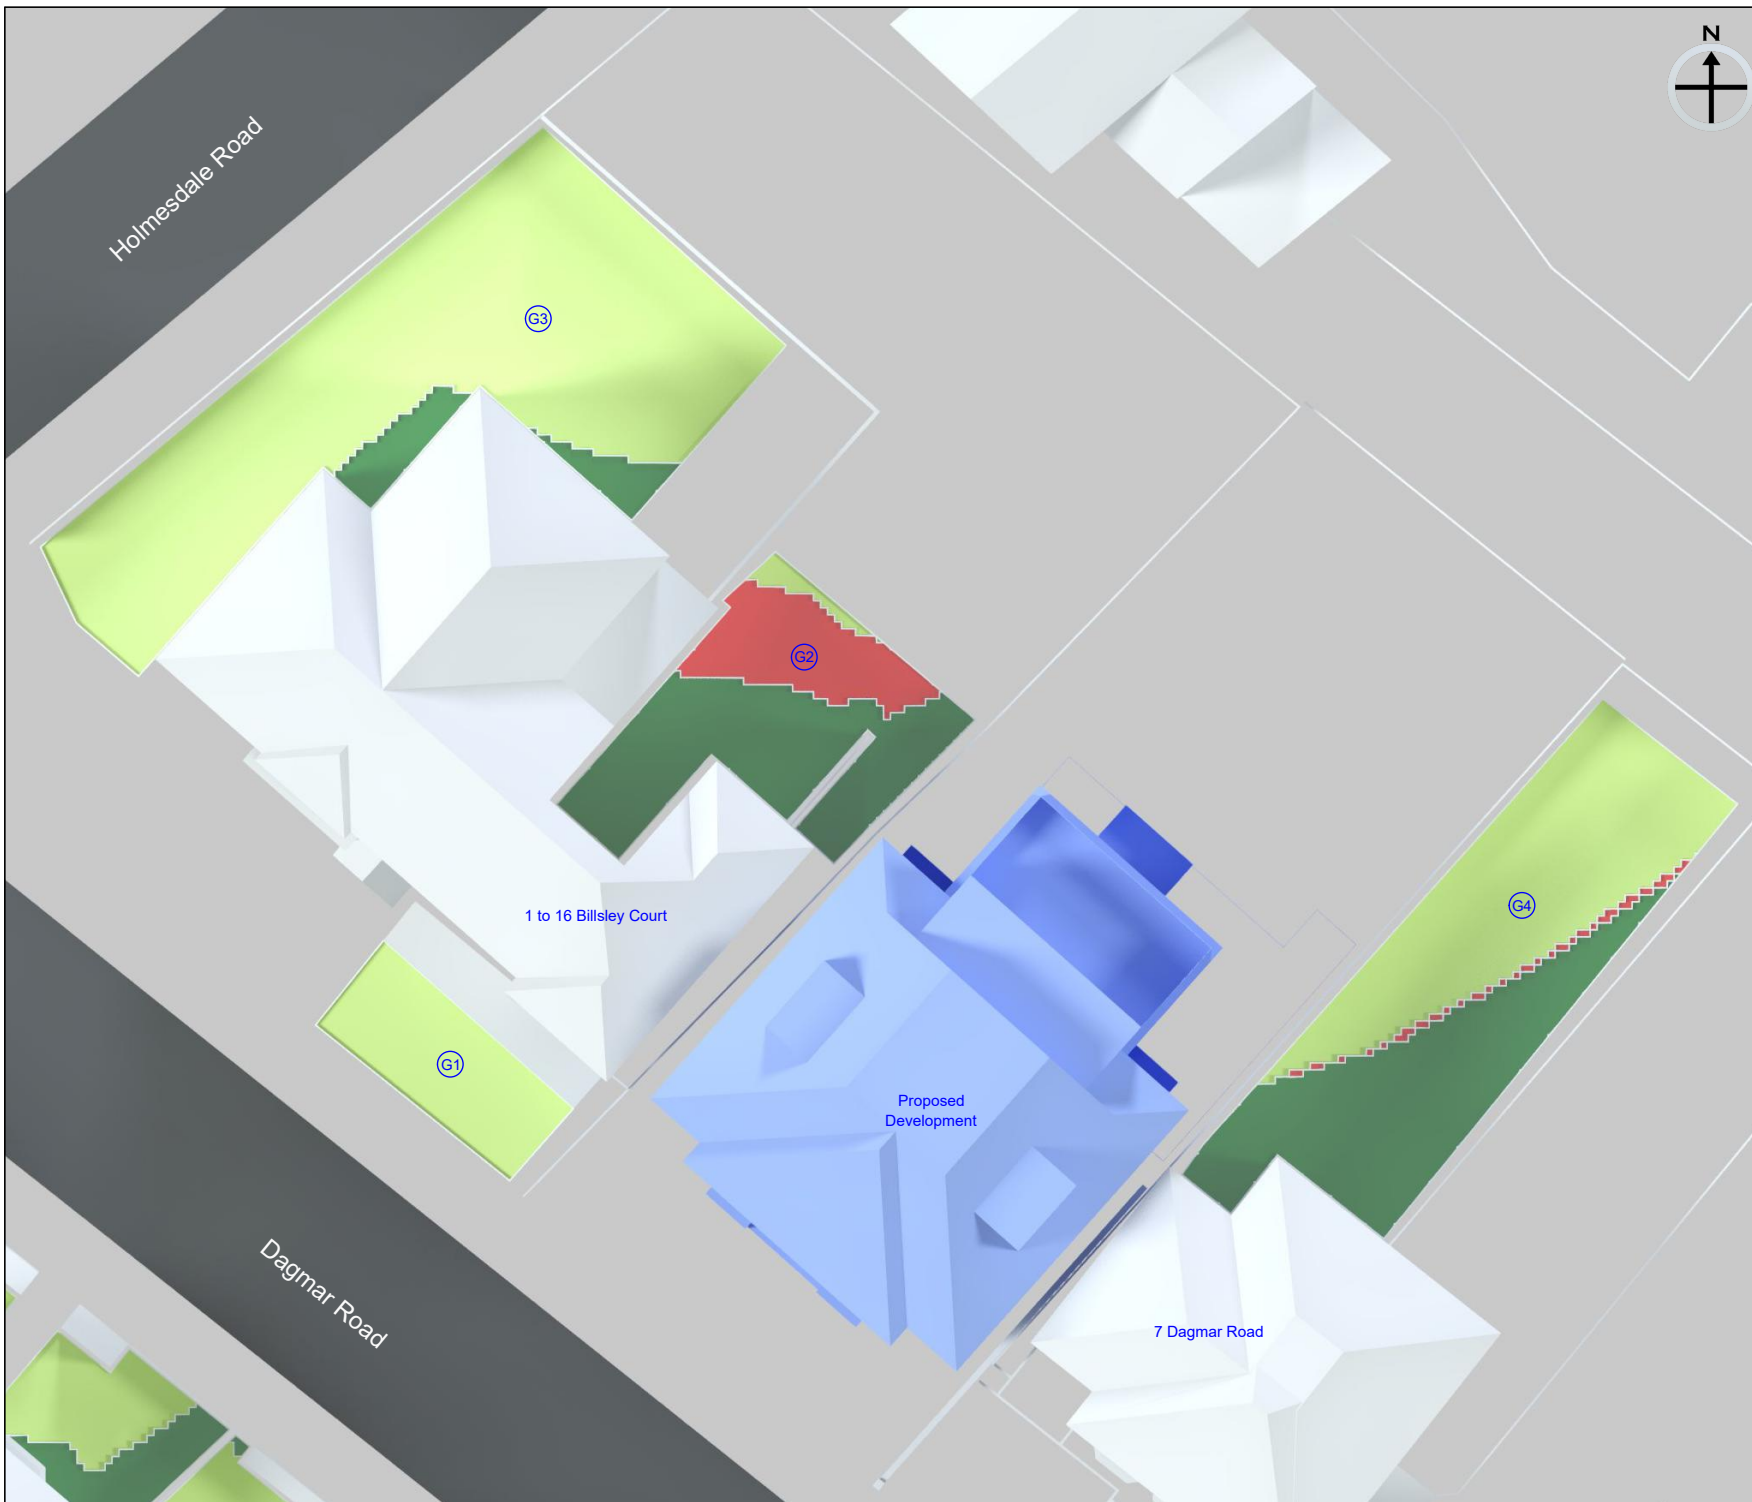 N
Holmesdale Road
G3
G2
G4
1 to 16 Billsley Court
G1
Proposed
Development
Dagmar Road
7 Dagmar Road